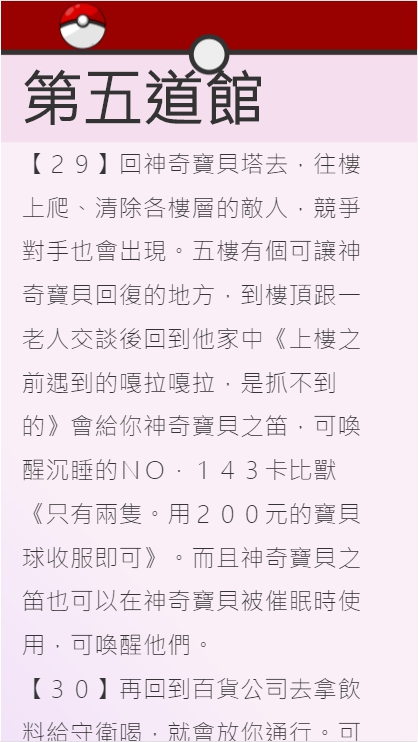 第五道館
【２９】回神奇寶貝塔去，往樓
上爬、清除各樓層的敵人，競爭
對手也會出現。五樓有個可讓神
奇寶貝回復的地方，到樓頂跟一
老人交談後回到他家中《上樓之
前遇到的嘎拉嘎拉，是抓不到
的》會給你神奇寶貝之笛，可喚
醒沉睡的ＮＯ．１４３卡比獸
《只有兩隻。用２００元的寶貝
球收服即可》。而且神奇寶貝之
笛也可以在神奇寶貝被催眠時使
用，可喚醒他們。
【３０】再回到百貨公司去拿飲
料給守衛喝，就會放你通行。可